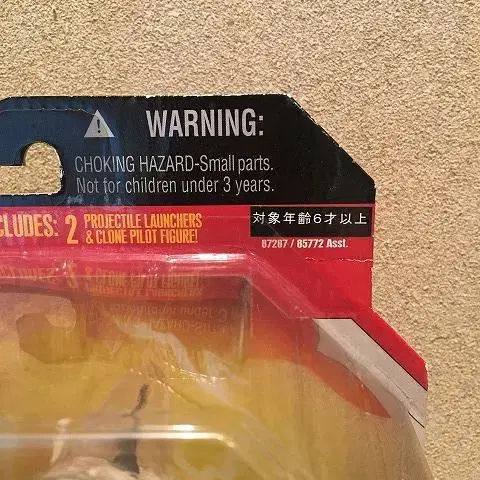 WARNING:
CHOKING HAZARD-Small parts.
Not for children under 3 years.
対象年齢6才以上
87267 / 85772 Asst.
CLUDES: 2 PROJECTILE LAUNCHERS
& CLONE PILOT FIGURE!